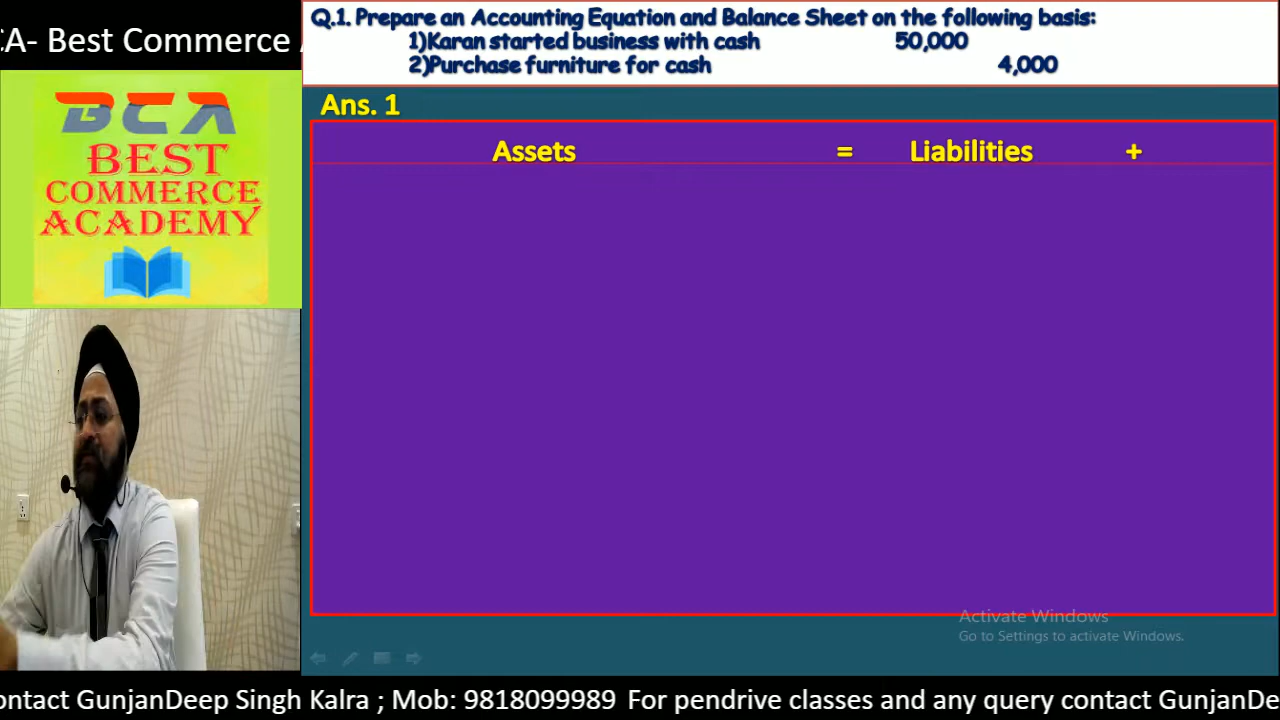 CA- Best Commerce
BCA
BEST
COMMERCE
ACADEMY
Q.1. Prepare an Accounting Equation and Balance Sheet on the following basis:
1)Karan started business with cash 50,000
2)Purchase furniture for cash 4,000
Ans. 1
Assets = Liabilities +
Activate Windows
Go to Settings to activate Windows.
ontact GunjanDeep Singh Kalra ; Mob: 9818099989 For pendrive classes and any query contact GunjanDe